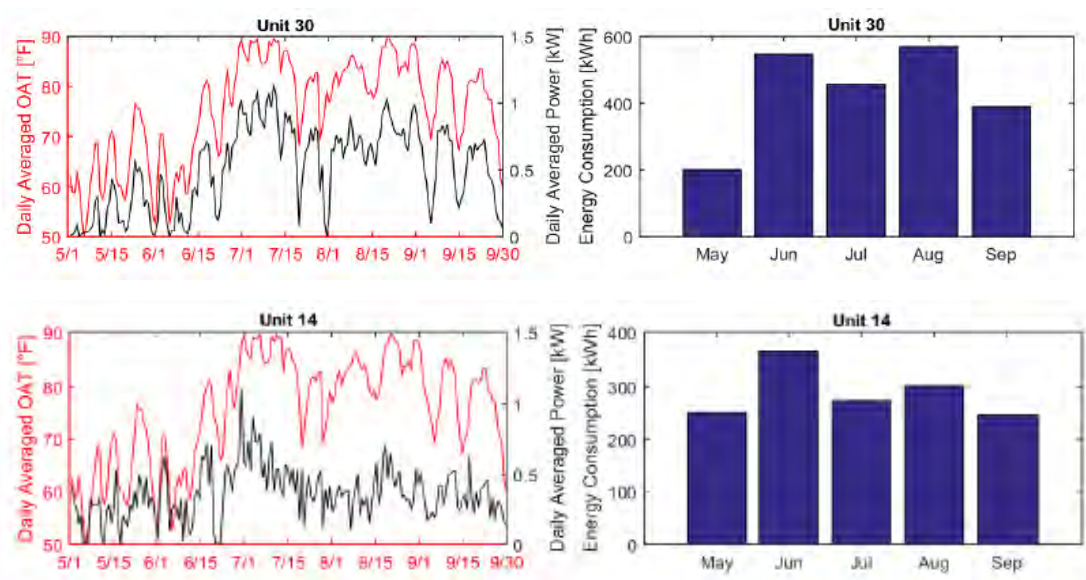 Unit 30
Daily Averaged OAT [°F]
90
80
70
60
50
5/1 5/15 6/1 6/15 7/1 7/15 8/1 8/15 9/1 9/15 9/30
1.5
1
0.5
0
Daily Averaged Power [kW]
Unit 30
Energy Consumption [kWh]
600
400
200
0
May Jun Jul Aug Sep
Unit 14
Daily Averaged OAT [°F]
90
80
70
60
50
5/1 5/15 6/1 6/15 7/1 7/15 8/1 8/15 9/1 9/15 9/30
1.5
1
0.5
0
Daily Averaged Power [kW]
Unit 14
Energy Consumption [kWh]
400
300
200
100
0
May Jun Jul Aug Sep